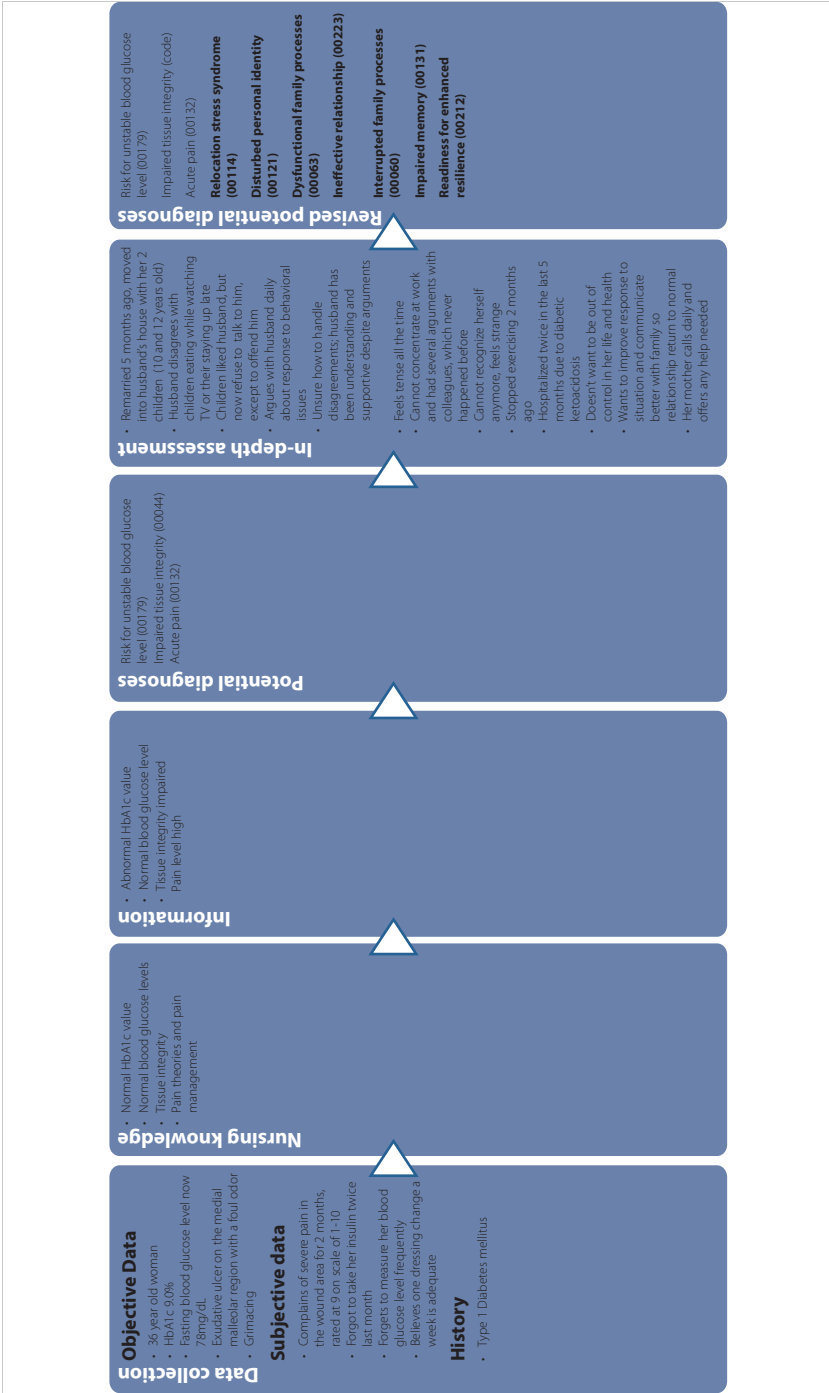 Data collection
Objective Data
• 36 year old woman
• HbA1c 9.0%
• Fasting blood glucose level now
78mg/dL
• Exudative ulcer on the medial
malleolar region with a foul odor
• Grimacing
Subjective data
• Complains of severe pain in
the wound area for 2 months,
rated at 9 on scale of 1-10
• Forgot to take her insulin twice
last month
• Forgets to measure her blood
glucose level frequently
• Believes one dressing change a
week is adequate
History
• Type 1 Diabetes mellitus
Nursing knowledge
• Normal HbA1c value
• Normal blood glucose levels
• Tissue integrity
• Pain theories and pain
management
Information
• Abnormal HbA1c value
• Normal blood glucose level
• Tissue integrity impaired
Pain level high
Potential diagnoses
Risk for unstable blood glucose
level (00179)
Impaired tissue integrity (00044)
Acute pain (00132)
In-depth assessment
• Remarried 5 months ago, moved
into husband's house with her 2
children (10 and 12 years old)
• Husband disagrees with
children eating while watching
TV or their staying up late
• Children liked husband, but
now refuse to talk to him,
except to offend him
• Argues with husband daily
about response to behavioral
issues
• Unsure how to handle
disagreements; husband has
been understanding and
supportive despite arguments
• Feels tense all the time
• Cannot concentrate at work
and had several arguments with
colleagues, which never
happened before
• Cannot recognize herself
anymore, feels strange
• Stopped exercising 2 months
ago
• Hospitalized twice in the last 5
months due to diabetic
ketoacidosis
• Doesn't want to be out of
control in her life and health
• Wants to improve response to
situation and communicate
better with family so
relationship return to normal
• Her mother calls daily and
offers any help needed
Revised potential diagnoses
Risk for unstable blood glucose
level (00179)
Impaired tissue integrity (code)
Acute pain (00132)
Relocation stress syndrome
(00114)
Disturbed personal identity
(00121)
Dysfunctional family processes
(00063)
Ineffective relationship (00223)
Interrupted family processes
(00060)
Impaired memory (00131)
Readiness for enhanced
resilience (00212)